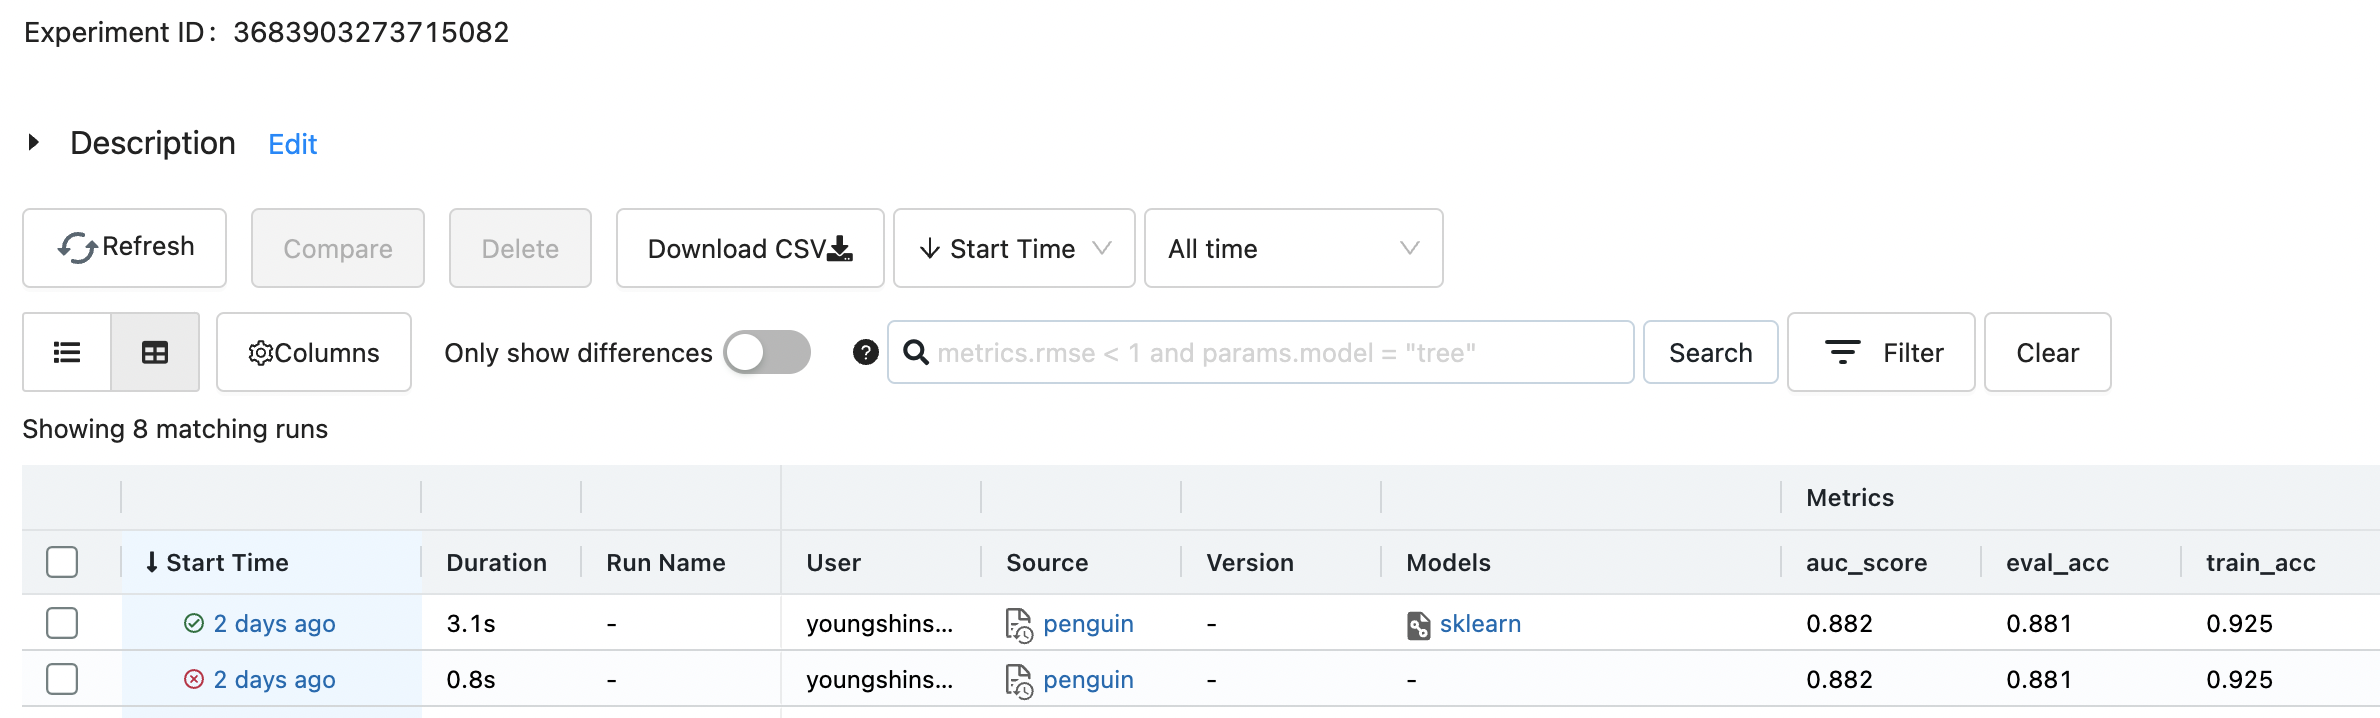 Experiment ID: 3683903273715082
Description Edit
Refresh Compare Delete Download CSV Start Time All time
Columns Only show differences ? metrics.rmse < 1 and params.model = "tree" Search Filter Clear
Showing 8 matching runs
Metrics
Start Time Duration Run Name User Source Version Models auc_score eval_acc train_acc
2 days ago 3.1s - youngshins... penguin - sklearn 0.882 0.881 0.925
2 days ago 0.8s - youngshins... penguin - - 0.882 0.881 0.925